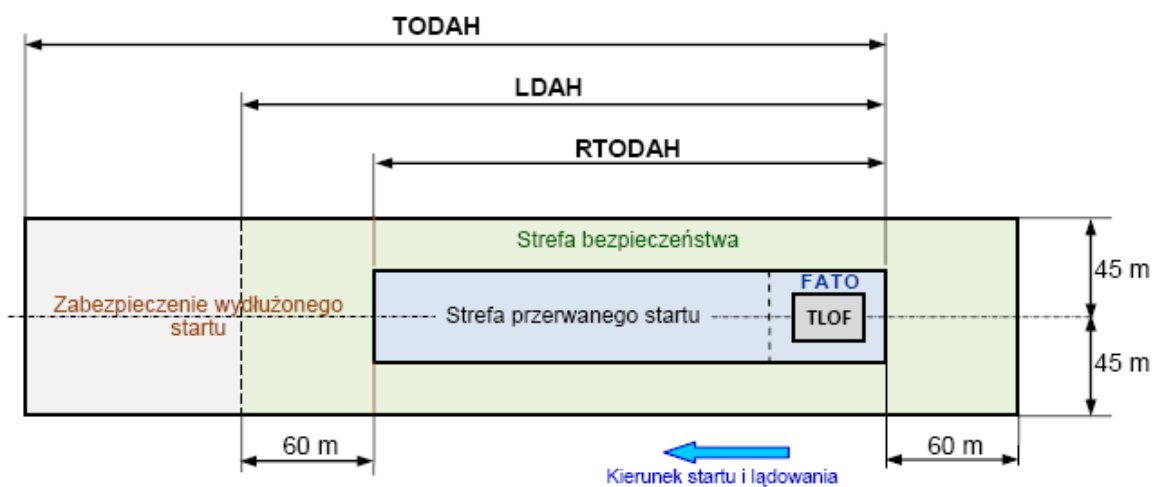 TODAH
LDAH
RTODAH
Strefa bezpieczeństwa
45 m
FATO
Zabezpieczenie wydłużonego
startu
Strefa przerwanego startu
TLOF
45 m
60 m
60 m
Kierunek startu i lądowania